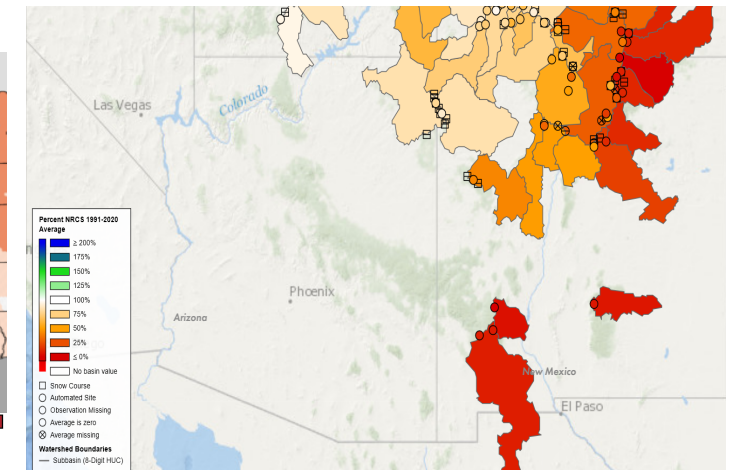 Las Vegas
Colorado
Percent NRCS 1991-2020
Average
≥ 200%
175%
150%
125%
100%
75%
50%
25%
≤ 0%
No basin value
Snow Course
Automated Site
Observation Missing
Average is zero
Average missing
Watershed Boundaries
Subbasin (8-Digit HUC)
Phoenix
Arizona
New Mexico
El Paso